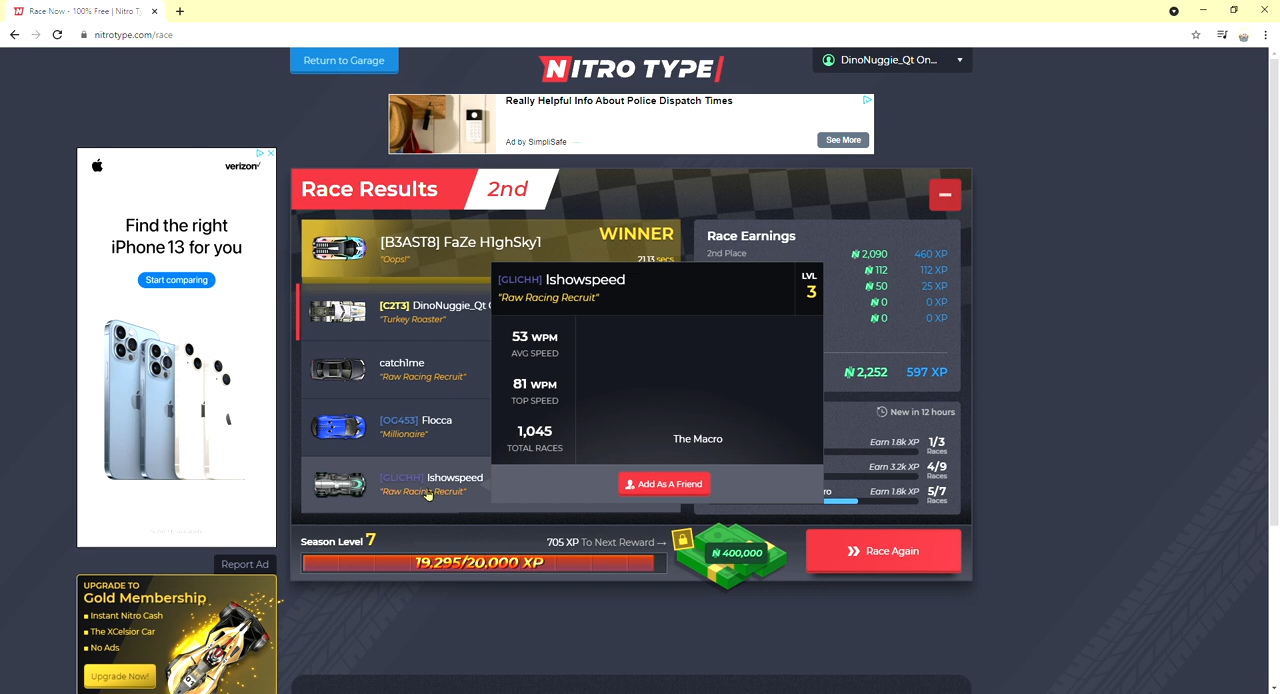 Race Now - 100% Free | Nitro Ty
nitrotype.com/race
Return to Garage
NITRO TYPE
DinoNuggie_Qt On...
Really Helpful Info About Police Dispatch Times
Ad by SimpliSafe
See More
verizon✓
Find the right
iPhone 13 for you
Start comparing
Report Ad
UPGRADE TO
Gold Membership
Instant Nitro Cash
The XCelsior Car
No Ads
Upgrade Now!
Race Results
2nd
[B3AST8] FaZe H1ghSky1
"Oops!"
WINNER
21.13 secs
[C2T3] DinoNuggie_Qt
"Turkey Roaster"
catch1me
"Raw Racing Recruit"
[OG453] Flocca
"Millionaire"
[GLICHH] Ishowspeed
"Raw Racing Recruit"
[GLICHH] Ishowspeed
"Raw Racing Recruit"
LVL
3
53 WPM
AVG SPEED
81 WPM
TOP SPEED
1,045
TOTAL RACES
The Macro
Add As A Friend
Race Earnings
2nd Place
2,090 460 XP
112 112 XP
50 25 XP
0 0 XP
0 0 XP
2,252 597 XP
New in 12 hours
Earn 1.8k XP 1/3
Races
Earn 3.2k XP 4/9
Races
ro Earn 1.8k XP 5/7
Races
Season Level 7
705 XP To Next Reward →
19,295/20,000 XP
400,000
Race Again